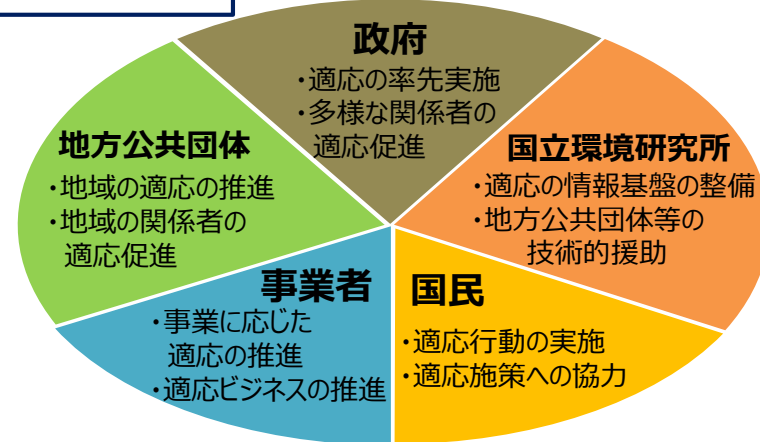 政府
・適応の率先実施
・多様な関係者の
適応促進
地方公共団体
・地域の適応の推進
・地域の関係者の
適応促進
国立環境研究所
・適応の情報基盤の整備
・地方公共団体等の
技術的援助
事業者
・事業に応じた
適応の推進
・適応ビジネスの推進
国民
・適応行動の実施
・適応施策への協力